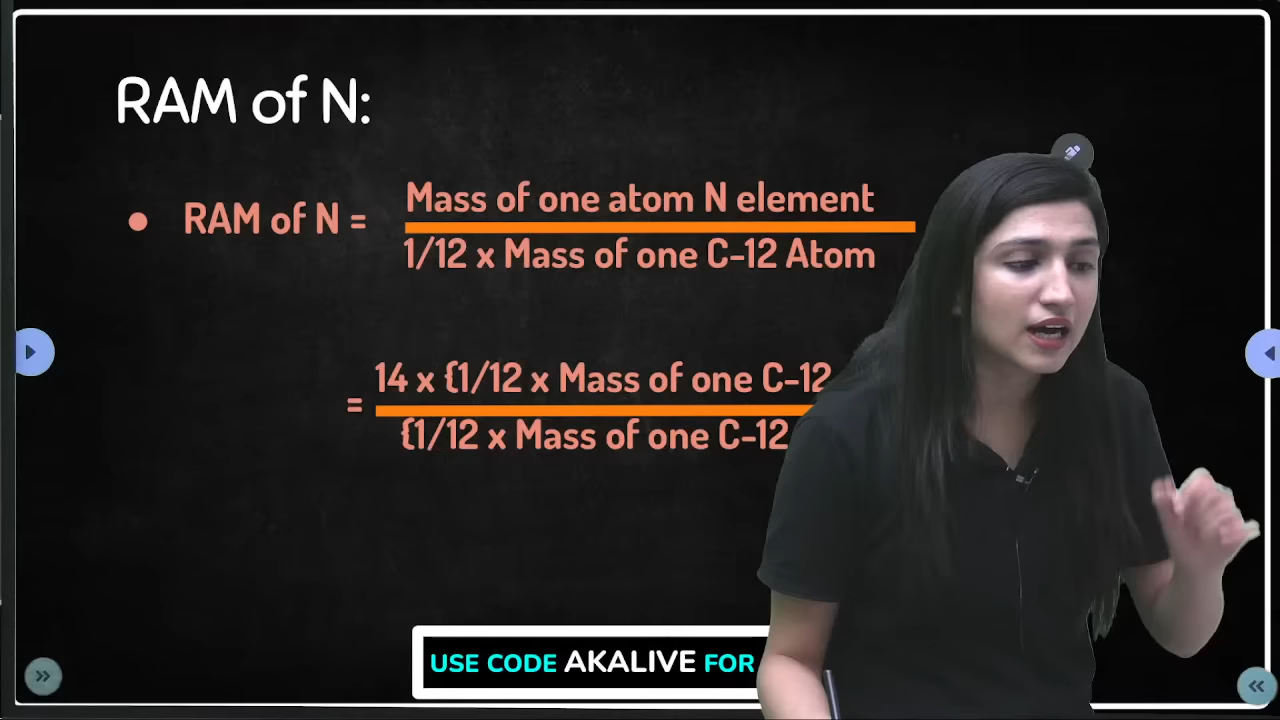 RAM of N:
• RAM of N = Mass of one atom N element
1/12 x Mass of one C-12 Atom
= 14 x {1/12 x Mass of one C-12
{1/12 x Mass of one C-12
USE CODE AKALIVE FOR